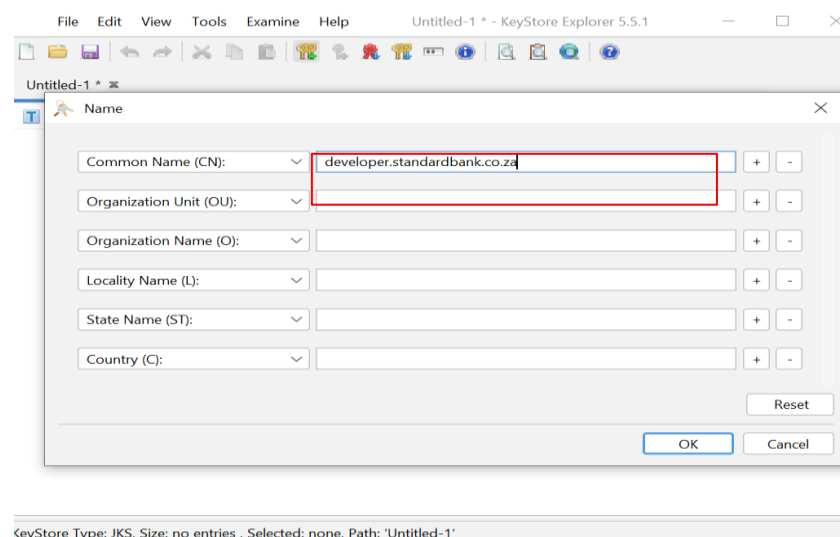 File Edit View Tools Examine Help Untitled-1 * - KeyStore Explorer 5.5.1
Untitled-1 *
T
Name
Common Name (CN): developer.standardbank.co.za + -
Organization Unit (OU): + -
Organization Name (O): + -
Locality Name (L): + -
State Name (ST): + -
Country (C): + -
Reset
OK Cancel
KeyStore Type: JKS, Size: no entries , Selected: none, Path: 'Untitled-1'